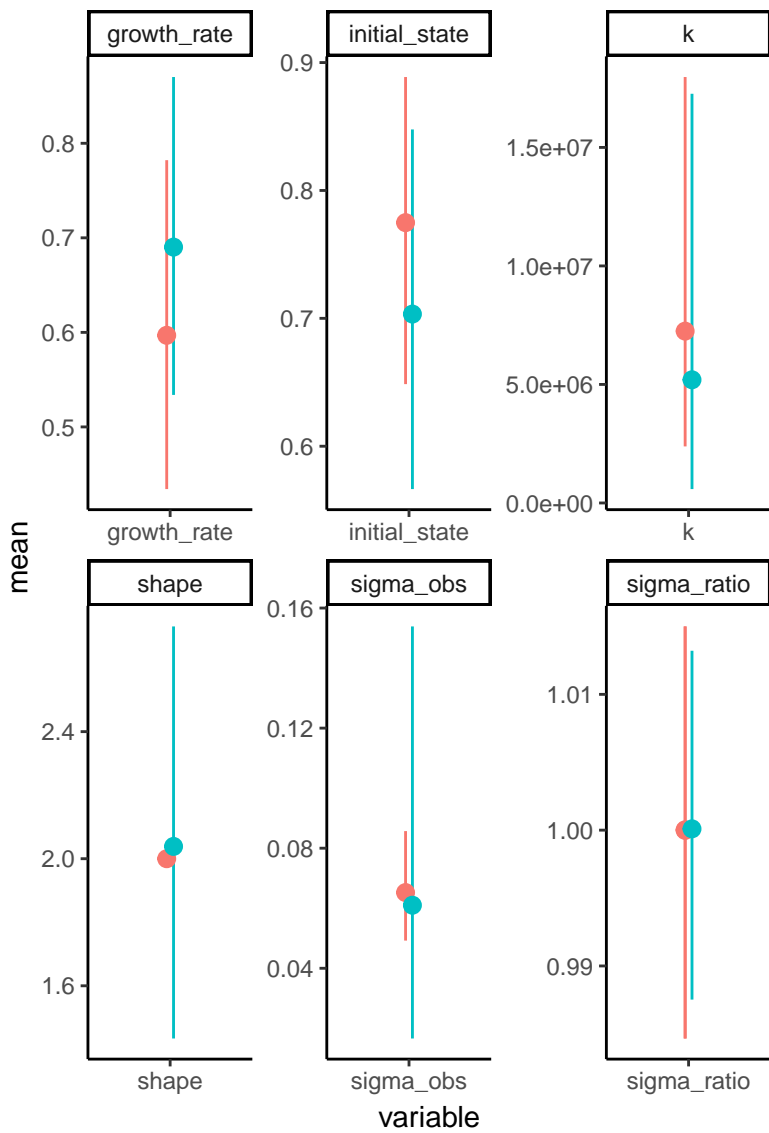 growth_rate
initial_state
k
0.8
0.7
0.6
0.5
0.9
0.8
0.7
0.6
1.5e+07
1.0e+07
5.0e+06
0.0e+00
growth_rate
initial_state
k
mean
shape
sigma_obs
sigma_ratio
2.4
2.0
1.6
0.16
0.12
0.08
0.04
1.01
1.00
0.99
shape
sigma_obs
sigma_ratio
variable